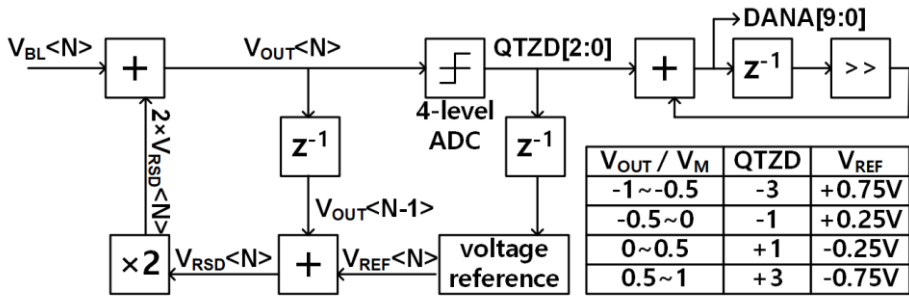 V_BL<N>
+
V_OUT<N>
QTZD[2:0]
4-level
ADC
+
DANA[9:0]
z⁻¹
>>
2×V_RSD<N>
z⁻¹
z⁻¹
V_OUT<N-1>
×2
V_RSD<N>
+
V_REF<N>
voltage
reference
V_OUT / V_M QTZD V_REF
-1~-0.5 -3 +0.75V
-0.5~0 -1 +0.25V
0~0.5 +1 -0.25V
0.5~1 +3 -0.75V